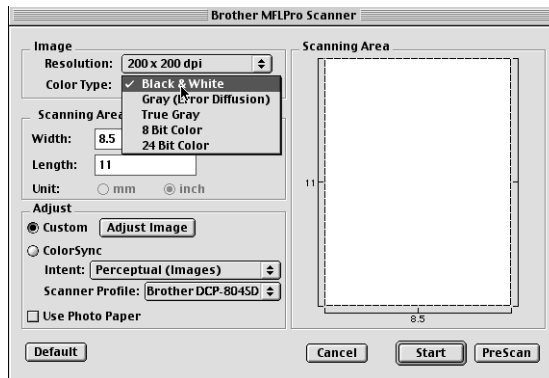 Brother MFLPro Scanner
Image
Resolution: 200 x 200 dpi
Color Type: ✓ Black & White
Gray (Error Diffusion)
True Gray
8 Bit Color
24 Bit Color
Scanning Area
Width: 8.5
Length: 11
Unit: mm inch
Adjust
Custom Adjust Image
ColorSync
Intent: Perceptual (Images)
Scanner Profile: Brother DCP-8045D
Use Photo Paper
Default
Scanning Area
11
8.5
Cancel Start PreScan